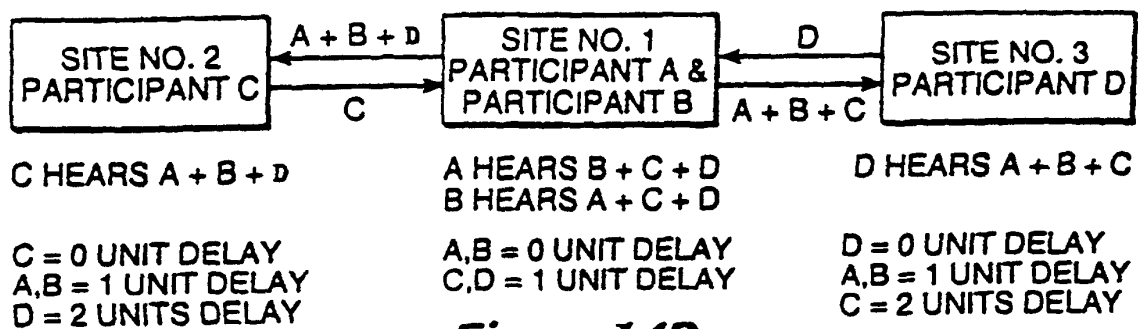 SITE NO. 2
PARTICIPANT C
A + B + D
C
SITE NO. 1
PARTICIPANT A &
PARTICIPANT B
D
A + B + C
SITE NO. 3
PARTICIPANT D
C HEARS A + B + D
A HEARS B + C + D
B HEARS A + C + D
D HEARS A + B + C
C = 0 UNIT DELAY
A,B = 1 UNIT DELAY
D = 2 UNITS DELAY
A,B = 0 UNIT DELAY
C,D = 1 UNIT DELAY
D = 0 UNIT DELAY
A,B = 1 UNIT DELAY
C = 2 UNITS DELAY